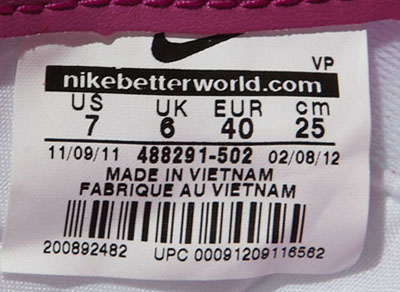 VP
nikebetterworld.com
US UK EUR cm
7 6 40 25
11/09/11 488291-502 02/08/12
MADE IN VIETNAM
FABRIQUE AU VIETNAM
200892482 UPC 00091209116562